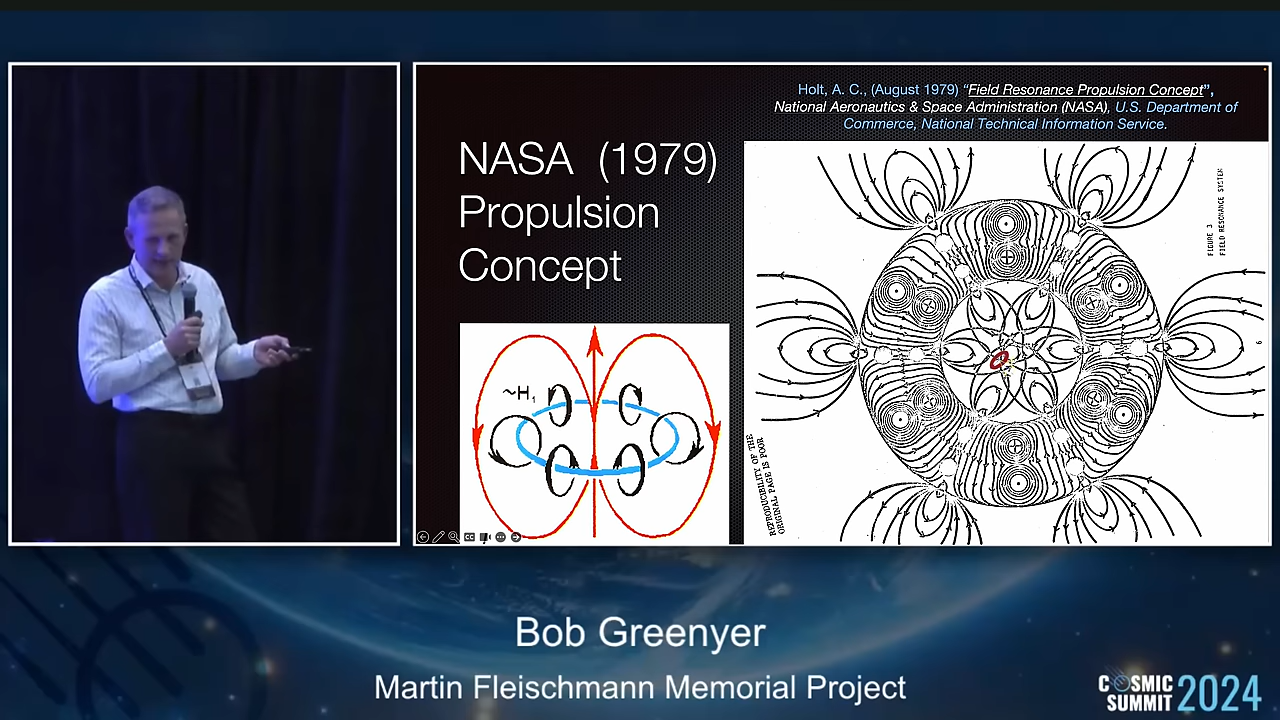 Holt, A. C., (August 1979) “Field Resonance Propulsion Concept”,
National Aeronautics & Space Administration (NASA), U.S. Department of
Commerce, National Technical Information Service.
NASA (1979)
Propulsion
Concept
~H1
FIGURE 3
FIELD RESONANCE SYSTEM
9
REPRODUCIBILITY OF THE
ORIGINAL PAGE IS POOR
CC
Bob Greenyer
Martin Fleischmann Memorial Project
COSMIC
SUMMIT 2024